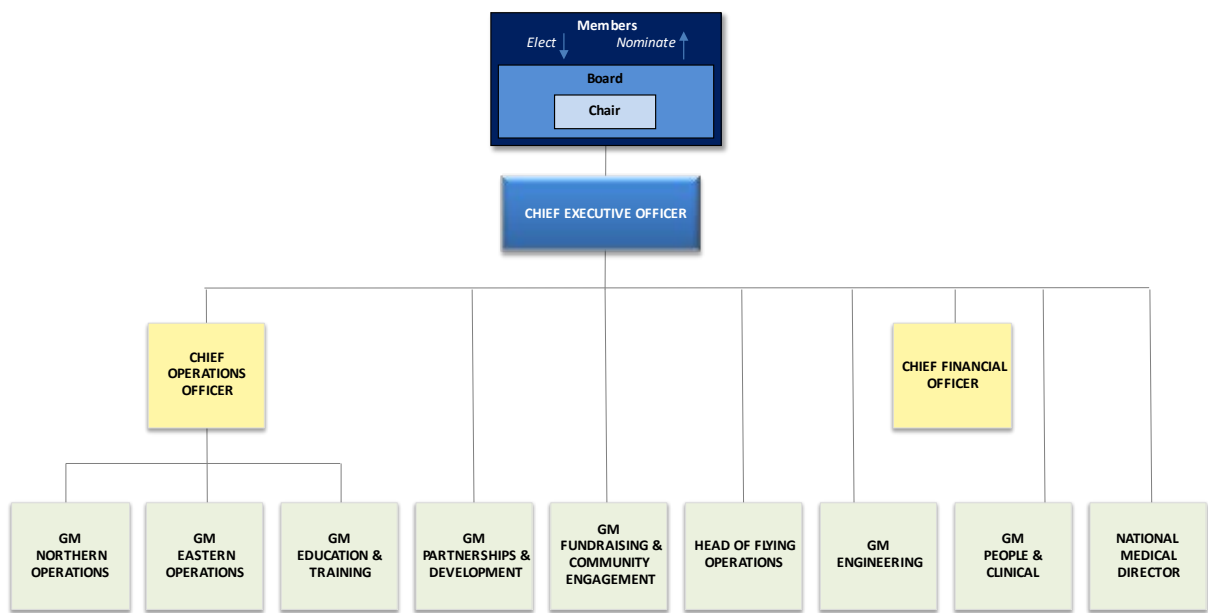 Members
Elect
Nominate
Board
Chair
CHIEF EXECUTIVE OFFICER
CHIEF
OPERATIONS
OFFICER
CHIEF FINANCIAL
OFFICER
GM
NORTHERN
OPERATIONS
GM
EASTERN
OPERATIONS
GM
EDUCATION &
TRAINING
GM
PARTNERSHIPS &
DEVELOPMENT
GM
FUNDRAISING &
COMMUNITY
ENGAGEMENT
HEAD OF FLYING
OPERATIONS
GM
ENGINEERING
GM
PEOPLE &
CLINICAL
NATIONAL
MEDICAL
DIRECTOR